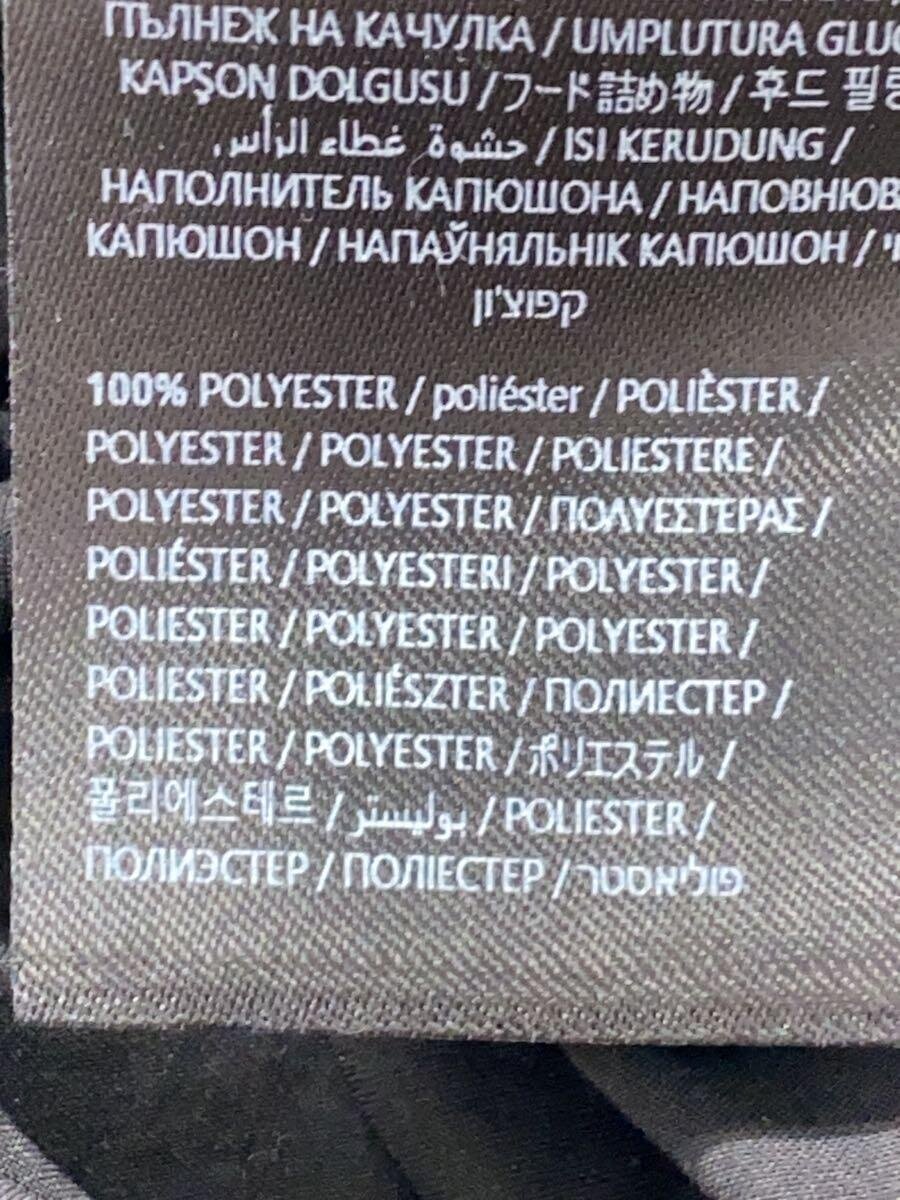 ПЪЛНЕЖ НА КАЧУЛКА / UMPLUTURA
KAPŞON DOLGUSU / フード詰め物 / 후드
حشوة غطاء الرأس. / ISI KERUDUNG /
НАПОЛНИТЕЛЬ КАПЮШОНА /
КАПЮШОН / НАПАЎНЯЛЬНІК КАПЮШОН /
קפוצ'ון
100% POLYESTER / poliéster / POLIÈSTER /
POLYESTER / POLYESTER / POLIESTERE /
POLYESTER / POLYESTER / ΠΟΛΥΕΣΤΕΡΑΣ /
POLIÉSTER / POLYESTERI / POLYESTER /
POLIESTER / POLYESTER / POLYESTER /
POLIESTER / POLIÉSZTER / ПОЛИЕСТЕР /
POLIESTER / POLYESTER / ポリエステル /
폴리에스테르 / بوليستر / POLIESTER /
ПОЛИЭСТЕР / ПОЛІЕСТЕР / פוליאסטר